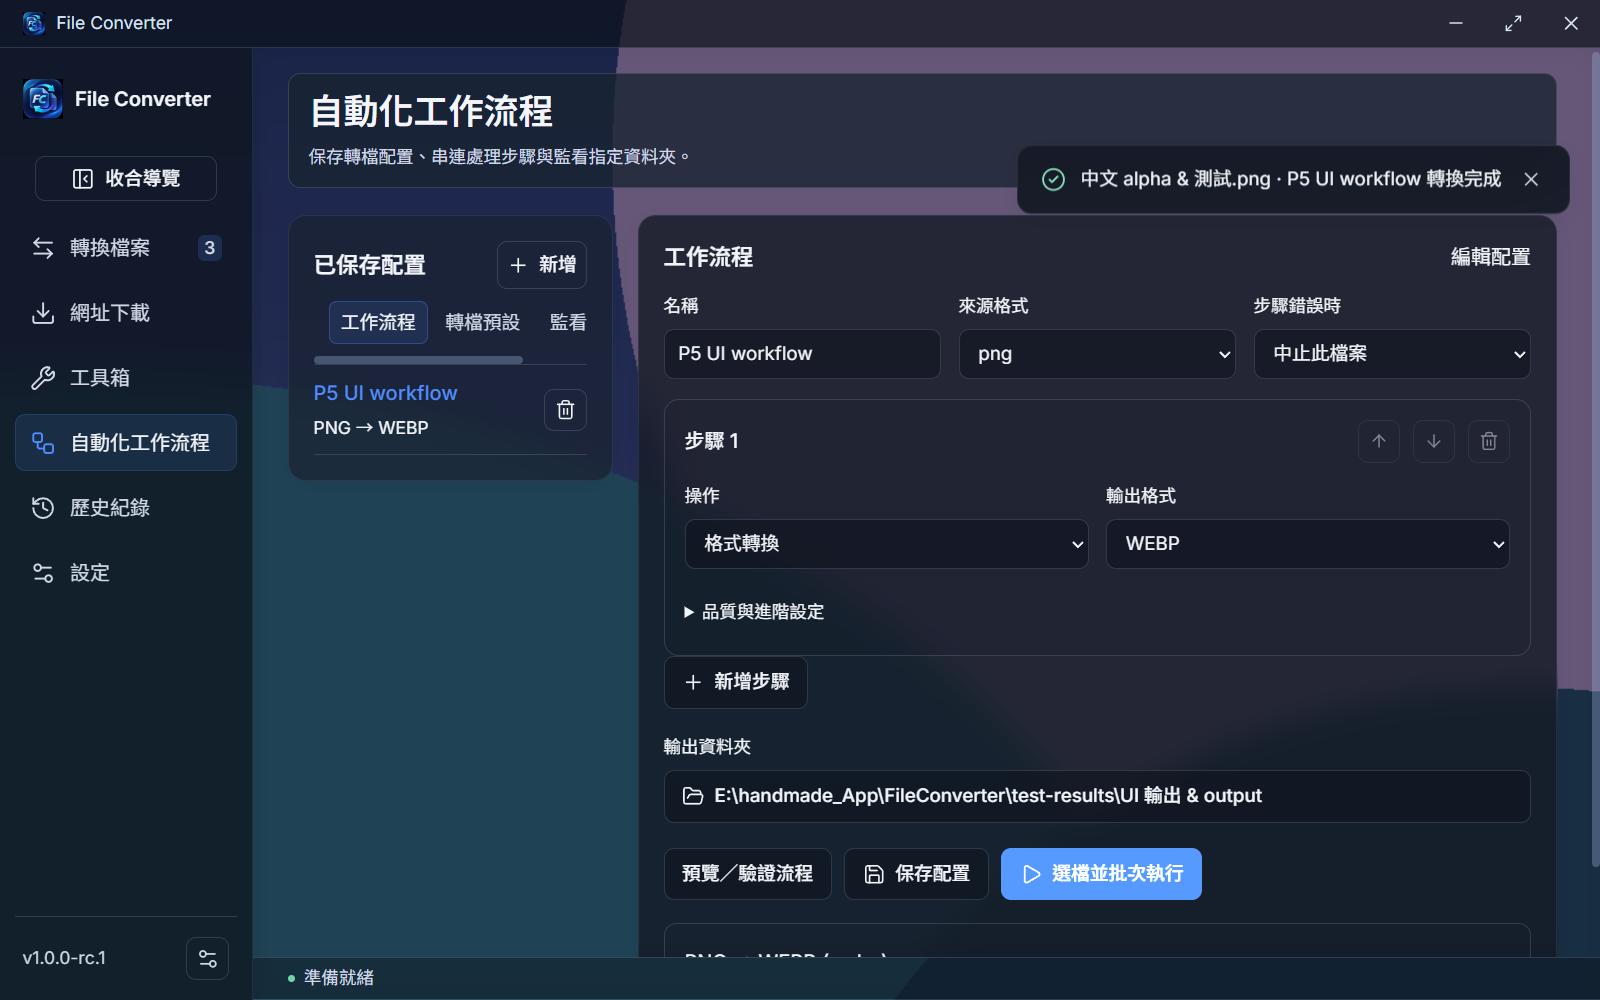 File Converter
File Converter
收合導覽
轉換檔案 3
網址下載
工具箱
自動化工作流程
歷史紀錄
設定
v1.0.0-rc.1
自動化工作流程
保存轉檔配置、串連處理步驟與監看指定資料夾。
中文 alpha & 測試.png · P5 UI workflow 轉換完成
已保存配置
新增
工作流程 轉檔預設 監看
P5 UI workflow
PNG → WEBP
工作流程
編輯配置
名稱 來源格式 步驟錯誤時
P5 UI workflow png 中止此檔案
步驟 1
操作 輸出格式
格式轉換 WEBP
品質與進階設定
新增步驟
輸出資料夾
E:\handmade_App\FileConverter\test-results\UI 輸出 & output
預覽／驗證流程 保存配置 選檔並批次執行
準備就緒